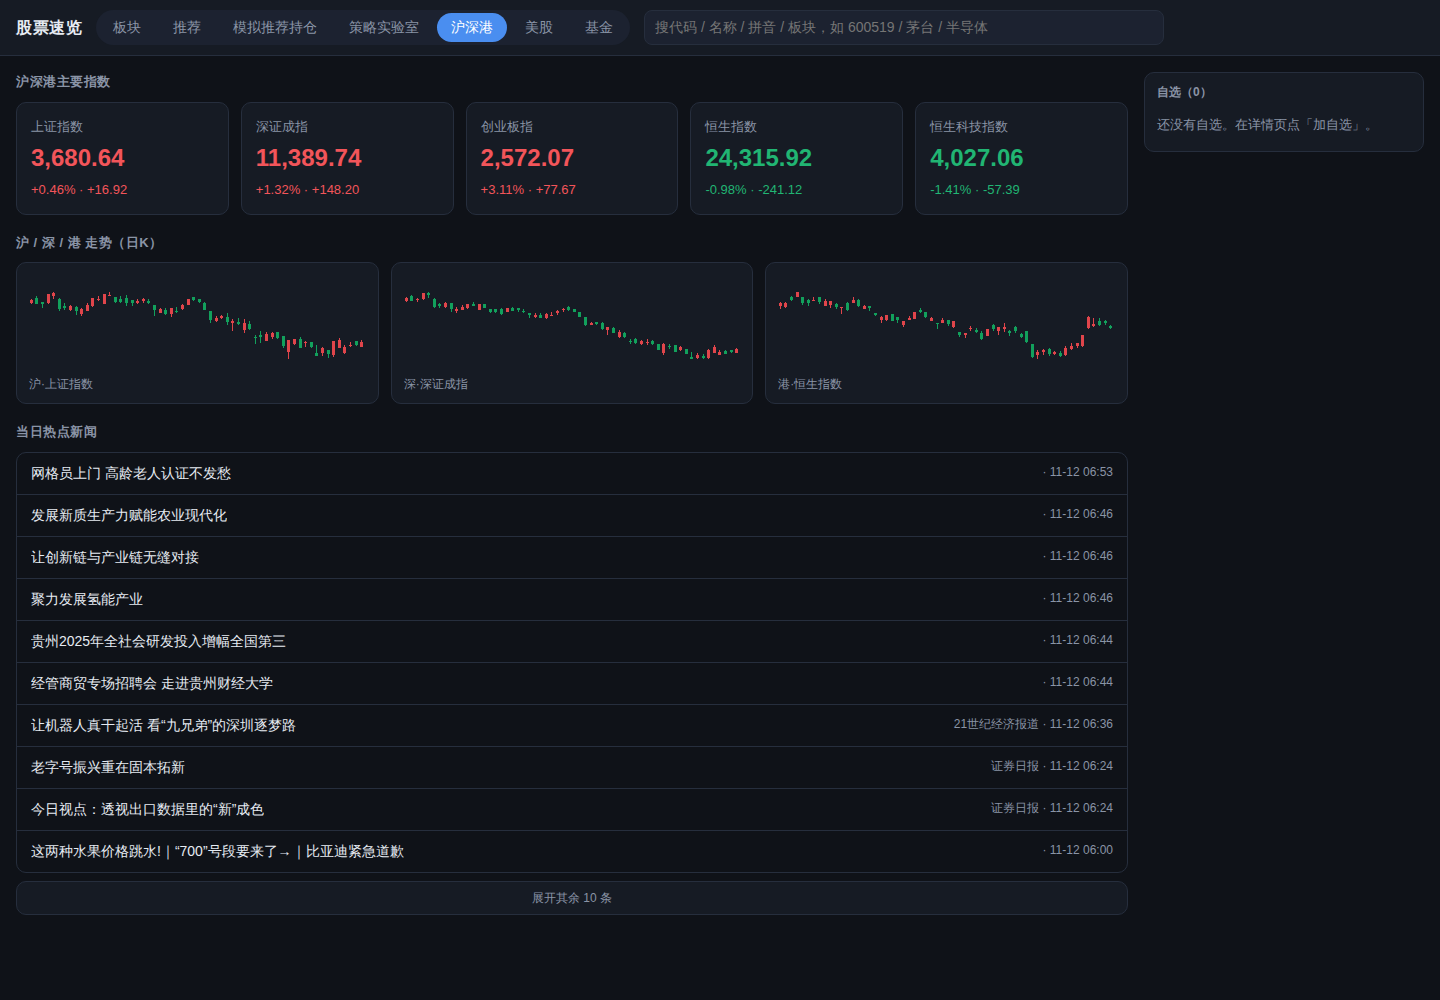 股票速览
板块 推荐 模拟推荐持仓 策略实验室 沪深港 美股 基金
搜代码 / 名称 / 拼音 / 板块，如 600519 / 茅台 / 半导体
沪深港主要指数
上证指数
3,680.64
+0.46% · +16.92
深证成指
11,389.74
+1.32% · +148.20
创业板指
2,572.07
+3.11% · +77.67
恒生指数
24,315.92
-0.98% · -241.12
恒生科技指数
4,027.06
-1.41% · -57.39
自选（0）
还没有自选。在详情页点「加自选」。
沪 / 深 / 港 走势（日K）
沪·上证指数
深·深证成指
港·恒生指数
当日热点新闻
网格员上门 高龄老人认证不发愁 · 11-12 06:53
发展新质生产力赋能农业现代化 · 11-12 06:46
让创新链与产业链无缝对接 · 11-12 06:46
聚力发展氢能产业 · 11-12 06:46
贵州2025年全社会研发投入增幅全国第三 · 11-12 06:44
经管商贸专场招聘会 走进贵州财经大学 · 11-12 06:44
让机器人真干起活 看“九兄弟”的深圳逐梦路 21世纪经济报道 · 11-12 06:36
老字号振兴重在固本拓新 证券日报 · 11-12 06:24
今日视点：透视出口数据里的“新”成色 证券日报 · 11-12 06:24
这两种水果价格跳水!｜“700”号段要来了→｜比亚迪紧急道歉 · 11-12 06:00
展开其余 10 条